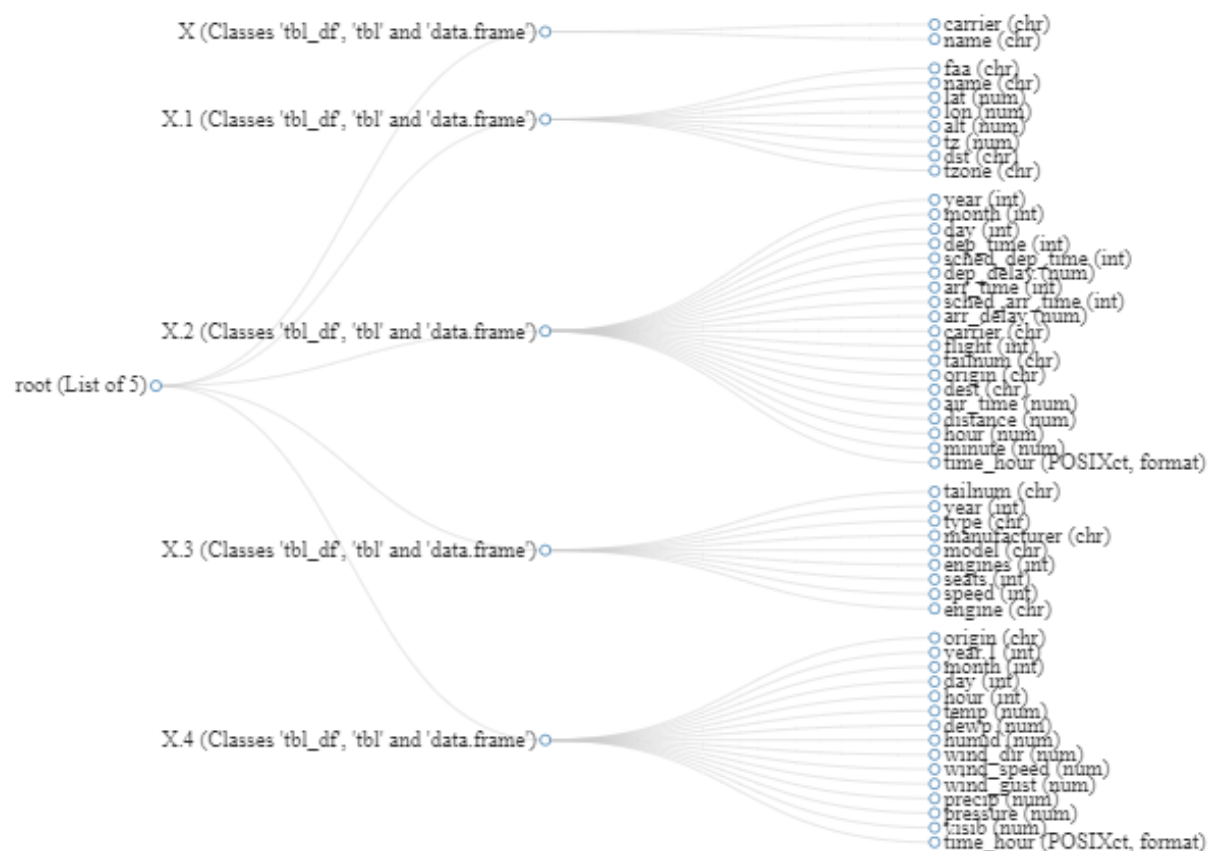 root (List of 5)
X (Classes 'tbl_df', 'tbl' and 'data.frame')
carrier (chr)
name (chr)
X.1 (Classes 'tbl_df', 'tbl' and 'data.frame')
faa (chr)
name (chr)
lat (num)
lon (num)
alt (num)
tz (num)
dst (chr)
tzone (chr)
X.2 (Classes 'tbl_df', 'tbl' and 'data.frame')
year (int)
month (int)
day (int)
dep_time (int)
sched_dep_time (int)
dep_delay (num)
arr_time (int)
sched_arr_time (int)
arr_delay (num)
carrier (chr)
flight (int)
tailnum (chr)
origin (chr)
dest (chr)
air_time (num)
distance (num)
hour (num)
minute (num)
time_hour (POSIXct, format)
X.3 (Classes 'tbl_df', 'tbl' and 'data.frame')
tailnum (chr)
year (int)
type (chr)
manufacturer (chr)
model (chr)
engines (int)
seats (int)
speed (int)
engine (chr)
X.4 (Classes 'tbl_df', 'tbl' and 'data.frame')
origin (chr)
year.1 (int)
month (int)
day (int)
hour (int)
temp (num)
dewp (num)
humid (num)
wind_dir (num)
wind_speed (num)
wind_gust (num)
precip (num)
pressure (num)
visib (num)
time_hour (POSIXct, format)